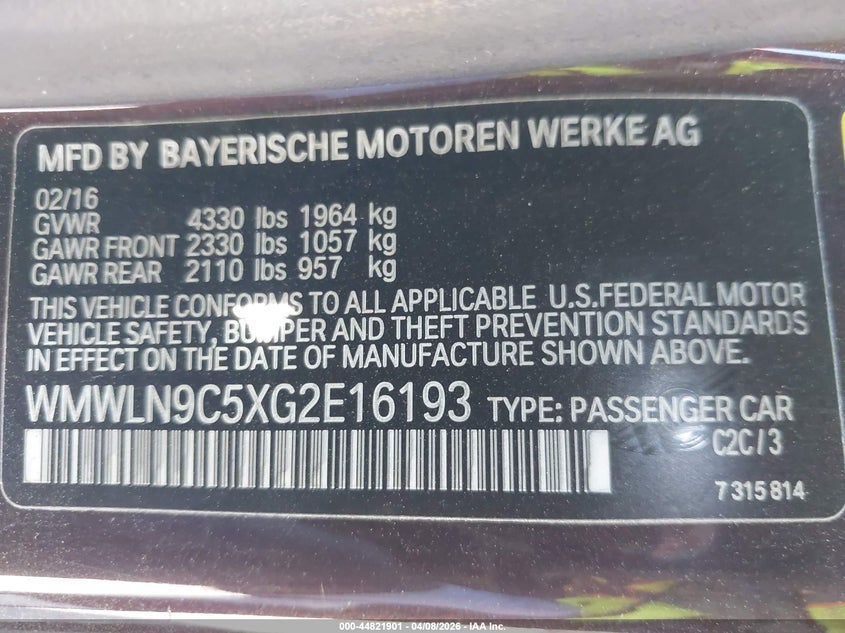 MFD BY BAYERISCHE MOTOREN WERKE AG
02/16
GVWR 4330 lbs 1964 kg
GAWR FRONT 2330 lbs 1057 kg
GAWR REAR 2110 lbs 957 kg
THIS VEHICLE CONFORMS TO ALL APPLICABLE U.S.FEDERAL MOTOR
VEHICLE SAFETY, BUMPER AND THEFT PREVENTION STANDARDS
IN EFFECT ON THE DATE OF MANUFACTURE SHOWN ABOVE.
WMWLN9C5XG2E16193 TYPE: PASSENGER CAR
C2C/3
7 315 814
000-44821901 - 04/08/2026 - IAA Inc.